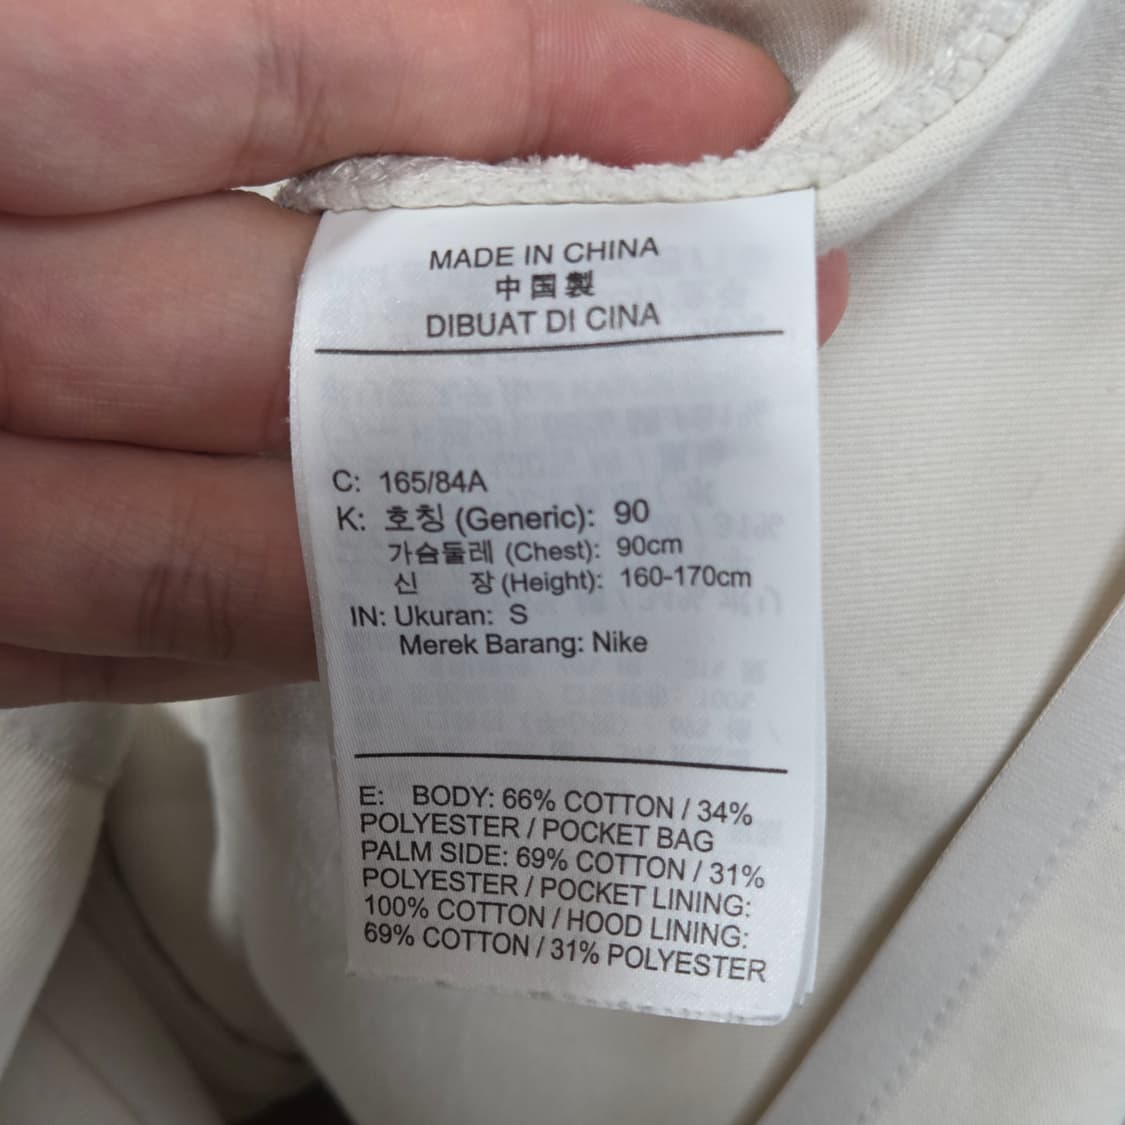 MADE IN CHINA
中国製
DIBUAT DI CINA
C: 165/84A
K: 호칭 (Generic): 90
가슴둘레 (Chest): 90cm
신 장 (Height): 160-170cm
IN: Ukuran: S
Merek Barang: Nike
E: BODY: 66% COTTON / 34%
POLYESTER / POCKET BAG
PALM SIDE: 69% COTTON / 31%
POLYESTER / POCKET LINING:
100% COTTON / HOOD LINING:
69% COTTON / 31% POLYESTER